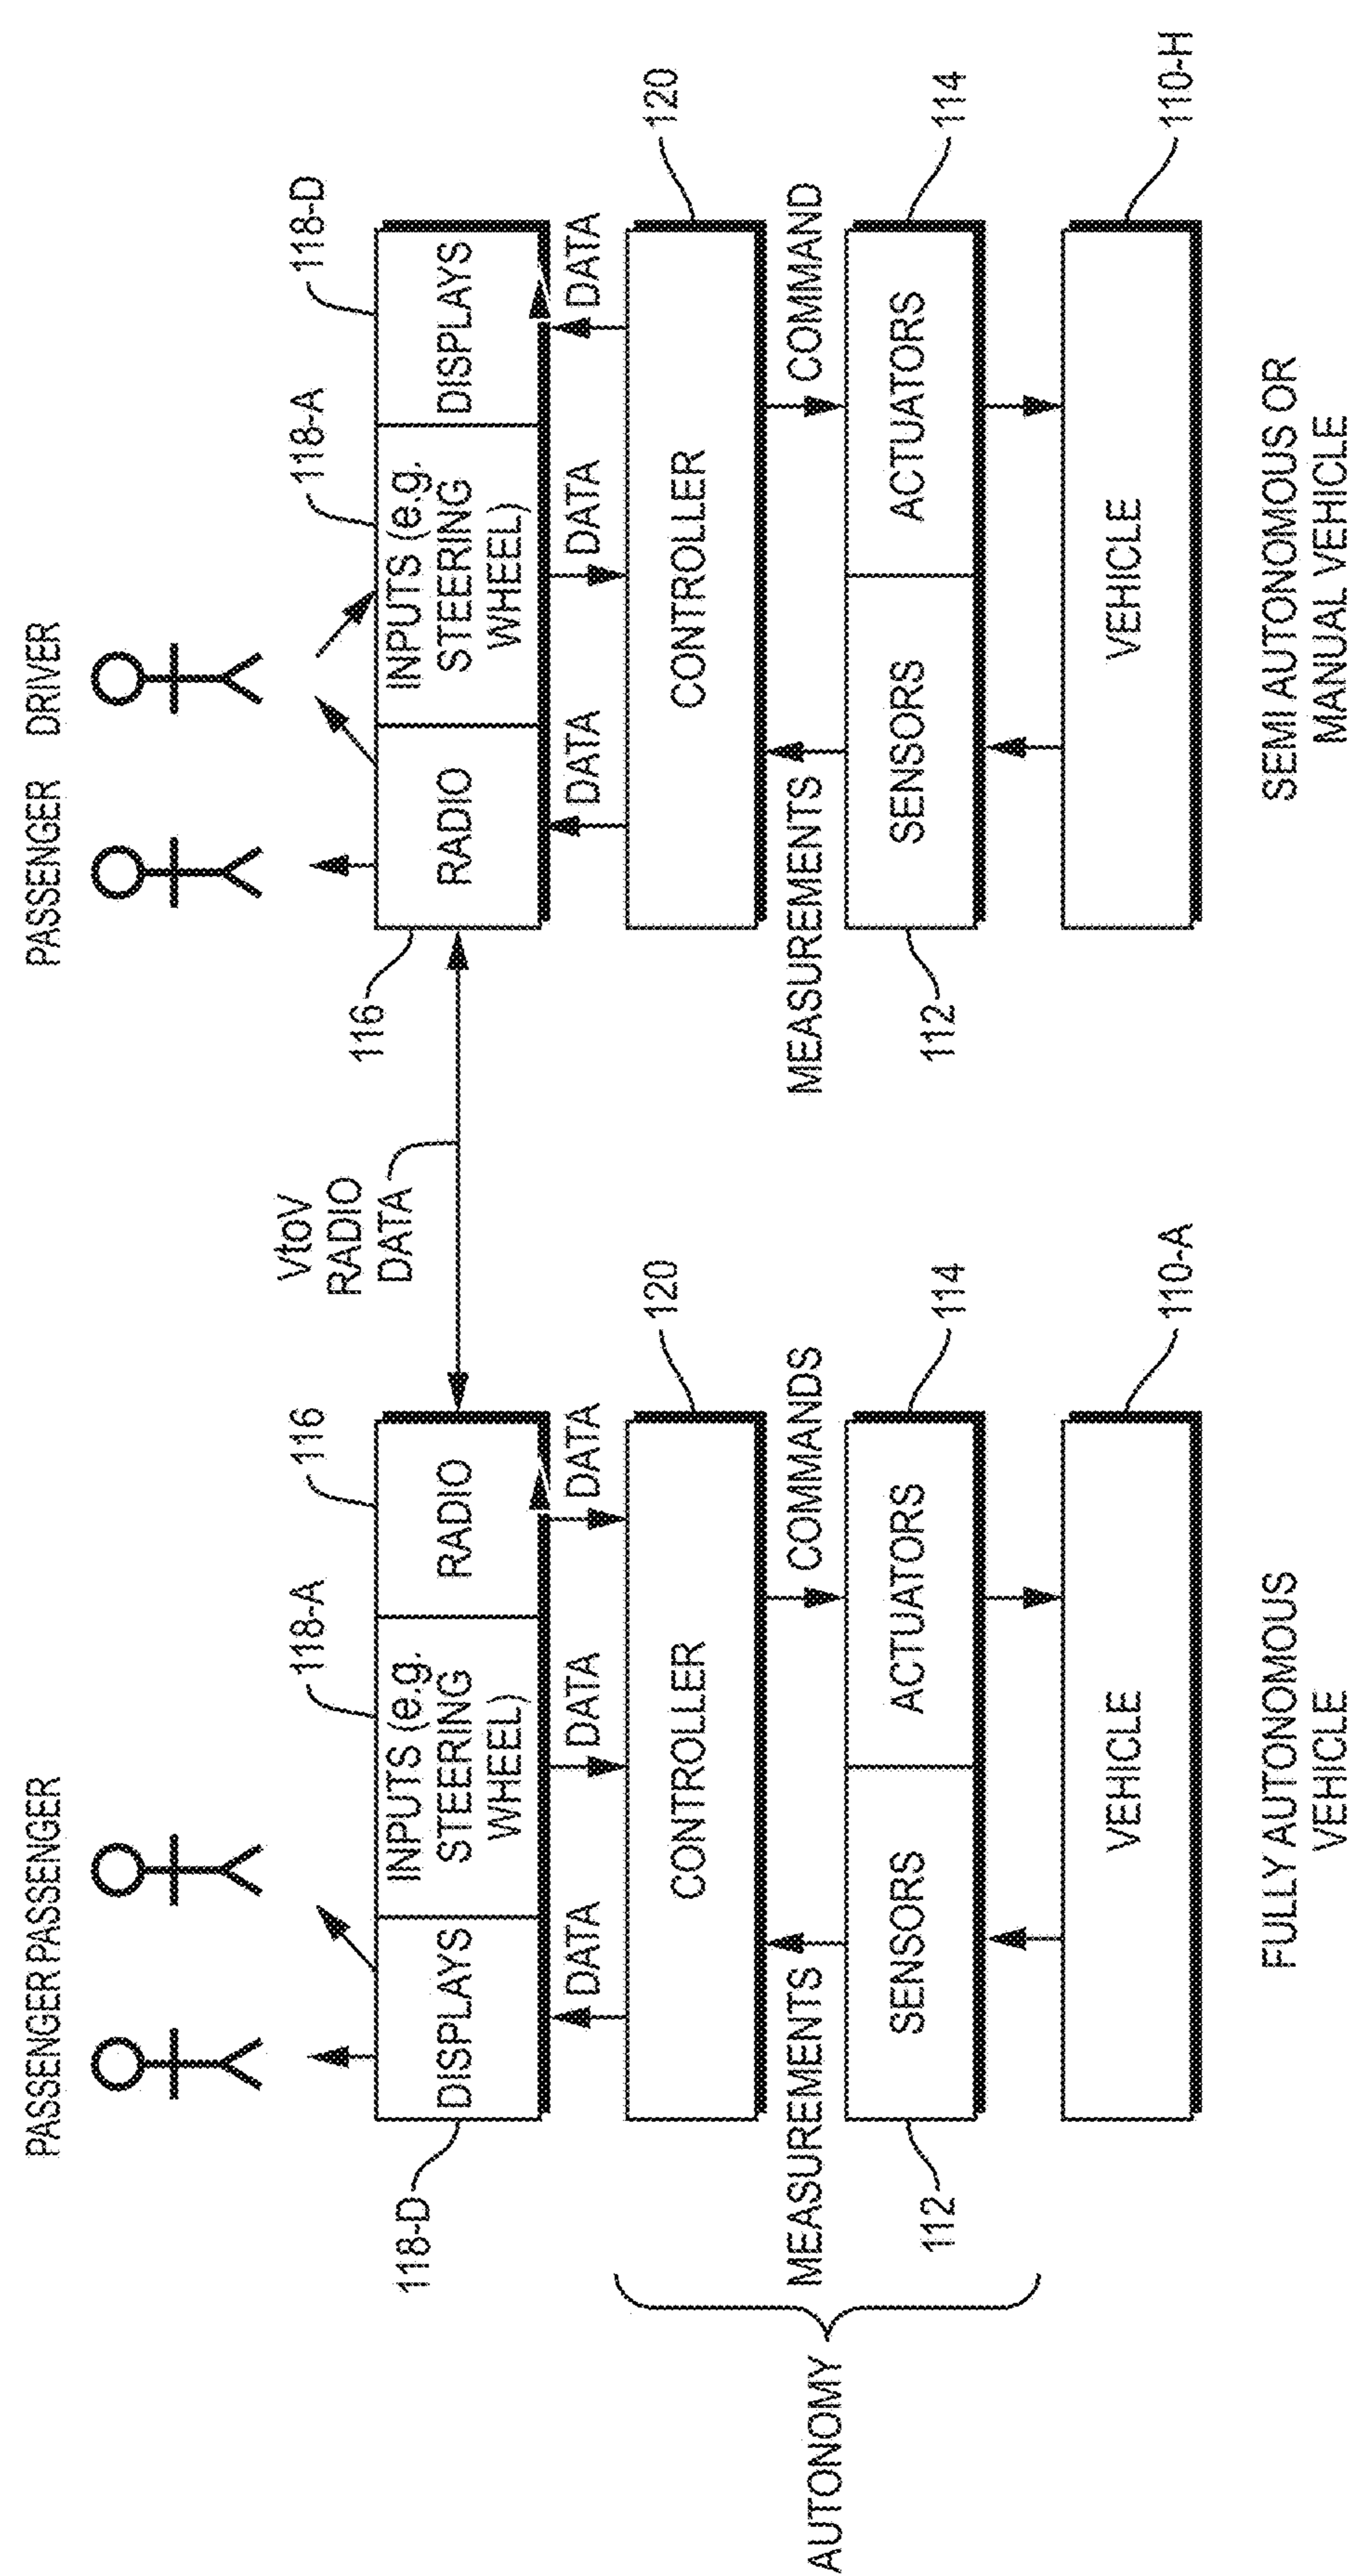 PASSENGER PASSENGER
118-D
DISPLAYS
118-A
INPUTS (e.g.
STEERING
WHEEL)
116
RADIO
DATA
DATA
DATA
120
CONTROLLER
MEASUREMENTS
COMMANDS
112
SENSORS
ACTUATORS
114
VEHICLE
110-A
AUTONOMY
FULLY AUTONOMOUS
VEHICLE
VtoV
RADIO
DATA
PASSENGER DRIVER
116
RADIO
118-A
INPUTS (e.g.
STEERING
WHEEL)
118-D
DISPLAYS
DATA
DATA
DATA
120
CONTROLLER
MEASUREMENTS
COMMAND
112
SENSORS
ACTUATORS
114
VEHICLE
110-H
SEMI AUTONOMOUS OR
MANUAL VEHICLE